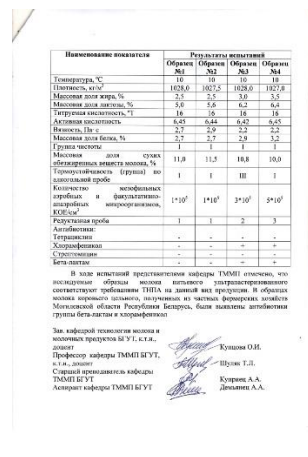 Наименование показателя Результаты испытаний
Образец №1 Образец №2 Образец №3 Образец №4
Температура, °С 10 10 10 10
Плотность, кг/м³ 1028,0 1027,5 1028,0 1027,0
Массовая доля жира, % 2,5 2,5 3,0 3,5
Массовая доля лактозы, % 5,0 5,6 6,2 6,4
Титруемая кислотность, °Т 16 16 16 16
Активная кислотность 6,45 6,44 6,42 6,45
Вязкость, Па·с 2,7 2,9 2,2 2,2
Массовая доля белка, % 2,7 2,7 2,9 3,2
Группа чистоты I I I I
Массовая доля сухих обезжиренных веществ молока, % 11,0 11,5 10,8 10,0
Термоустойчивость (группа) по алкогольной пробе I I III I
Количество мезофильных аэробных и факультативно-анаэробных микроорганизмов, КОЕ/см³ 1*10⁵ 1*10⁵ 3*10⁵ 5*10⁵
Редуктазная проба 1 1 2 3
Антибиотики:
Тетрациклин - - - -
Хлорамфеникол - - + +
Стрептомицин - - - -
Бета-лактам - - + +
В ходе испытаний представителями кафедры ТММП отмечено, что
исследуемые образцы молока питьевого ультрапастеризованного
соответствуют требованиям ТНПА на данный вид продукции. В образцах
молока коровьего цельного, полученных из частных фермерских хозяйств
Могилевской области Республики Беларусь, были выявлены антибиотики
группы бета-лактам и хлорамфеникол
Зав. кафедрой технологии молока и
молочных продуктов БГУТ, к.т.н.,
доцент Купцова О.И.
Профессор кафедры ТММП БГУТ,
к.т.н., доцент Шуляк Т.Л.
Старший преподаватель кафедры
ТММП БГУТ Куприец А.А.
Аспирант кафедры ТММП БГУТ Демьянец А.А.